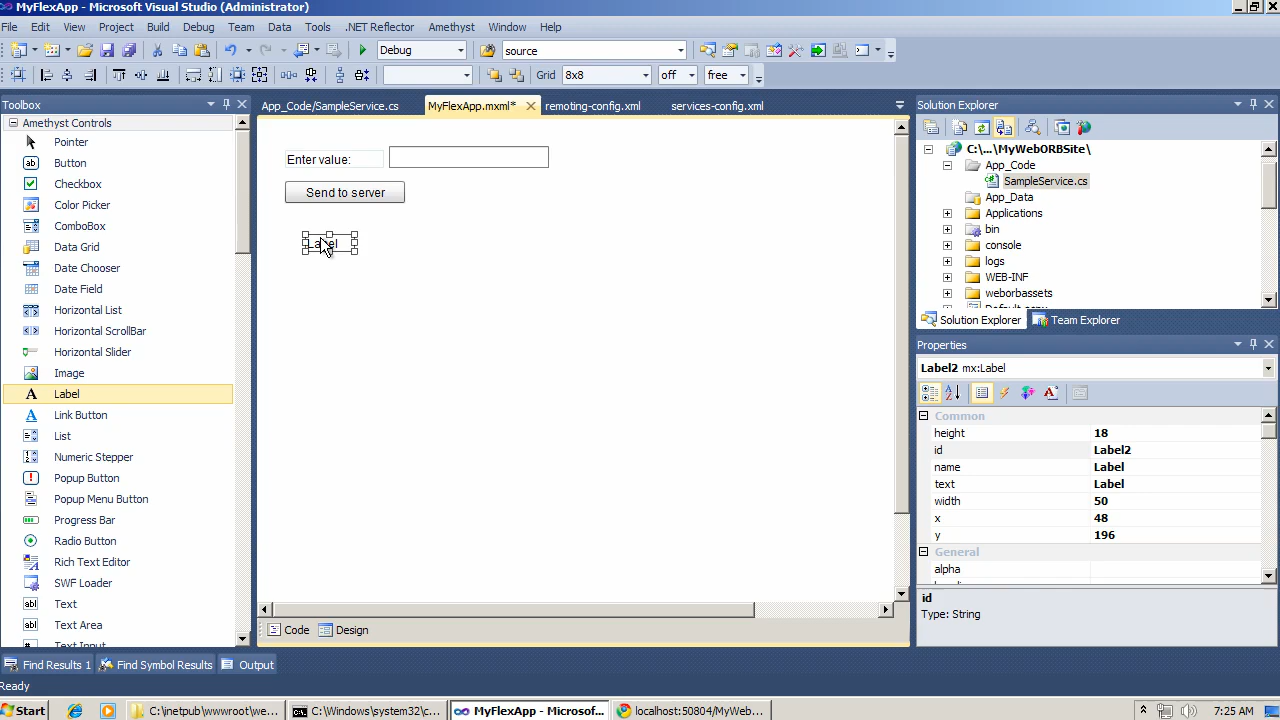 MyFlexApp - Microsoft Visual Studio (Administrator)
File Edit View Project Build Debug Team Data Tools .NET Reflector Amethyst Window Help
Debug source
Grid 8x8 off free
Toolbox
Amethyst Controls
Pointer
Button
Checkbox
Color Picker
ComboBox
Data Grid
Date Chooser
Date Field
Horizontal List
Horizontal ScrollBar
Horizontal Slider
Image
Label
Link Button
List
Numeric Stepper
Popup Button
Popup Menu Button
Progress Bar
Radio Button
Rich Text Editor
SWF Loader
Text
Text Area
Text Input
App_Code/SampleService.cs MyFlexApp.mxml* remoting-config.xml services-config.xml
Enter value:
Send to server
Label
Code Design
Solution Explorer
C:\...\MyWebORBSite\
App_Code
SampleService.cs
App_Data
Applications
bin
console
logs
WEB-INF
weborbassets
Default.aspx
Solution Explorer Team Explorer
Properties
Label2 mx:Label
Common
height 18
id Label2
name Label
text Label
width 50
x 48
y 196
General
alpha
id
Type: String
Find Results 1 Find Symbol Results Output
Ready
Start C:\inetpub\wwwroot\we... C:\Windows\system32\c... MyFlexApp - Microsof... localhost:50804/MyWeb... 7:25 AM